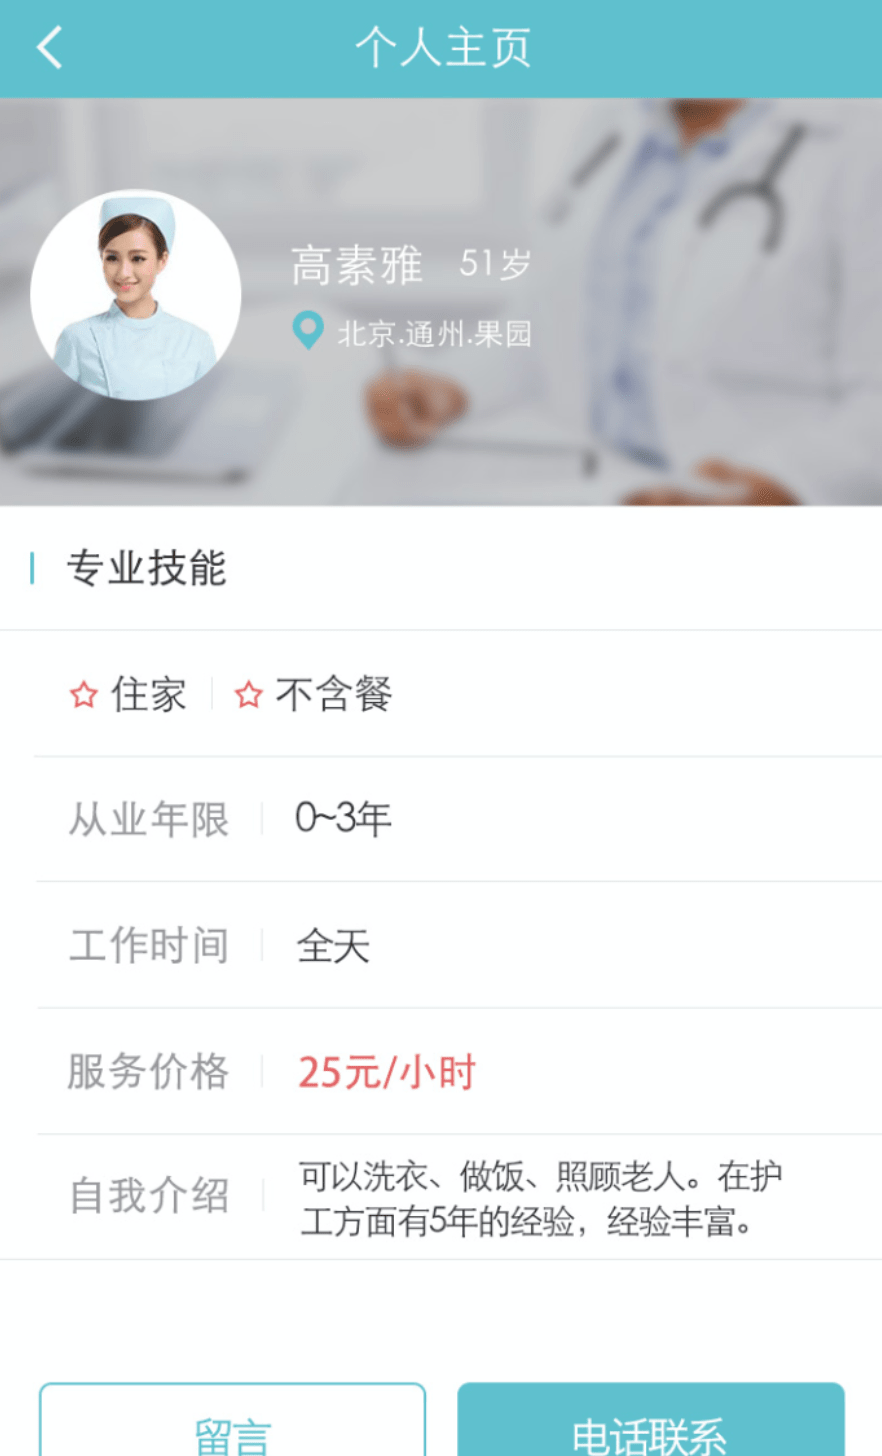 个人主页
高素雅 51岁
北京.通州.果园
专业技能
住家 不含餐
从业年限 0~3年
工作时间 全天
服务价格 25元/小时
自我介绍 可以洗衣、做饭、照顾老人。在护
工方面有5年的经验，经验丰富。
留言 电话联系